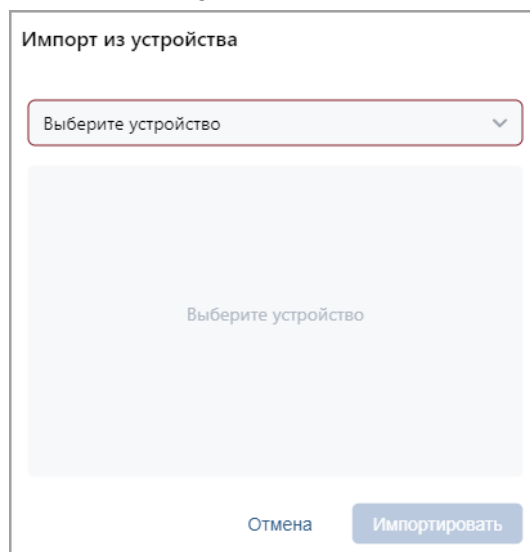 Импорт из устройства
Выберите устройство
Выберите устройство
Отмена Импортировать